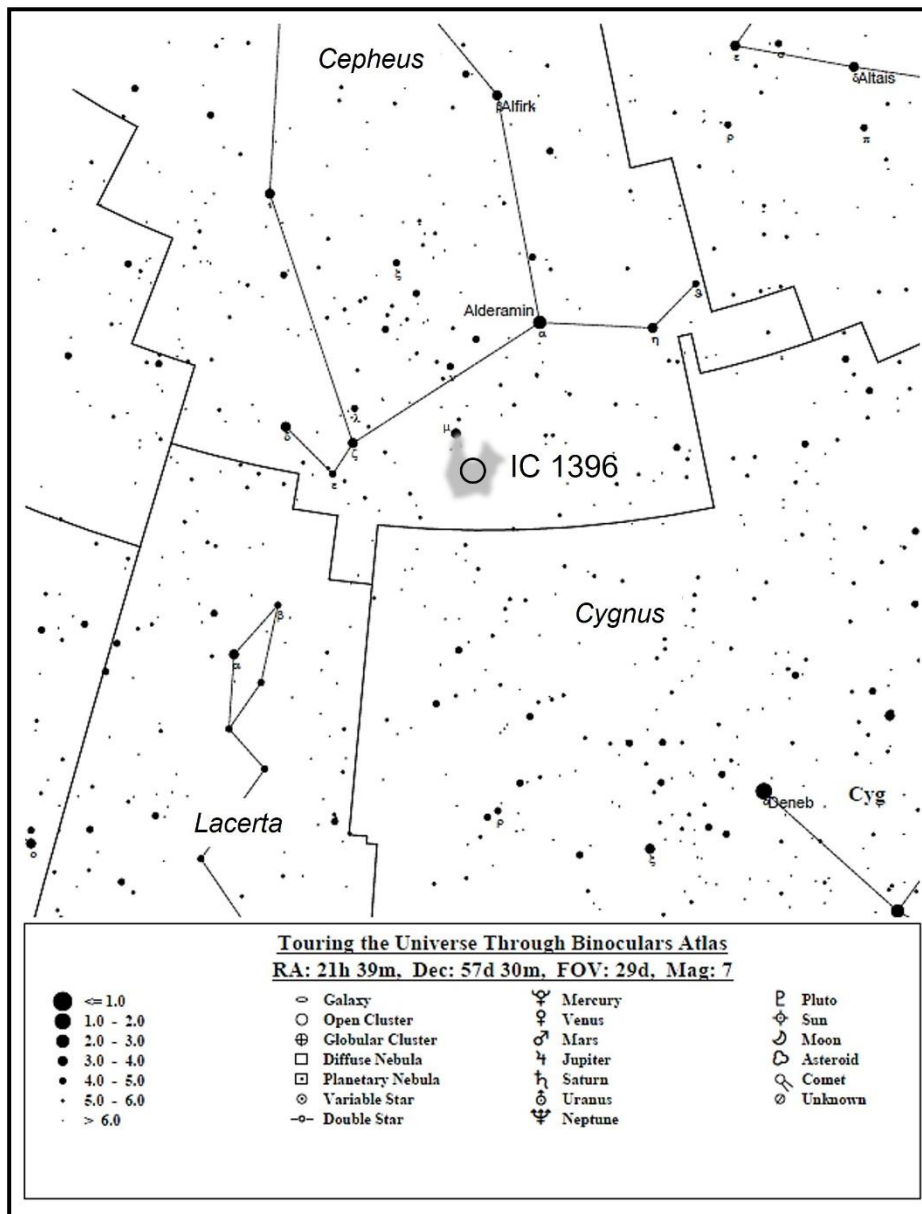 Cepheus
ε
σ
δ Altais
β Alfirk
ρ
π
ι
ξ
ϑ
Alderamin
α
η
ν
λ
δ
μ
ζ
IC 1396
ε
β
Cygnus
α
Deneb
Cyg
Lacerta
ρ
ο
ξ
Touring the Universe Through Binoculars Atlas
RA: 21h 39m, Dec: 57d 30m, FOV: 29d, Mag: 7
<= 1.0
1.0 - 2.0
2.0 - 3.0
3.0 - 4.0
4.0 - 5.0
5.0 - 6.0
> 6.0
Galaxy
Open Cluster
Globular Cluster
Diffuse Nebula
Planetary Nebula
Variable Star
Double Star
Mercury
Venus
Mars
Jupiter
Saturn
Uranus
Neptune
Pluto
Sun
Moon
Asteroid
Comet
Unknown